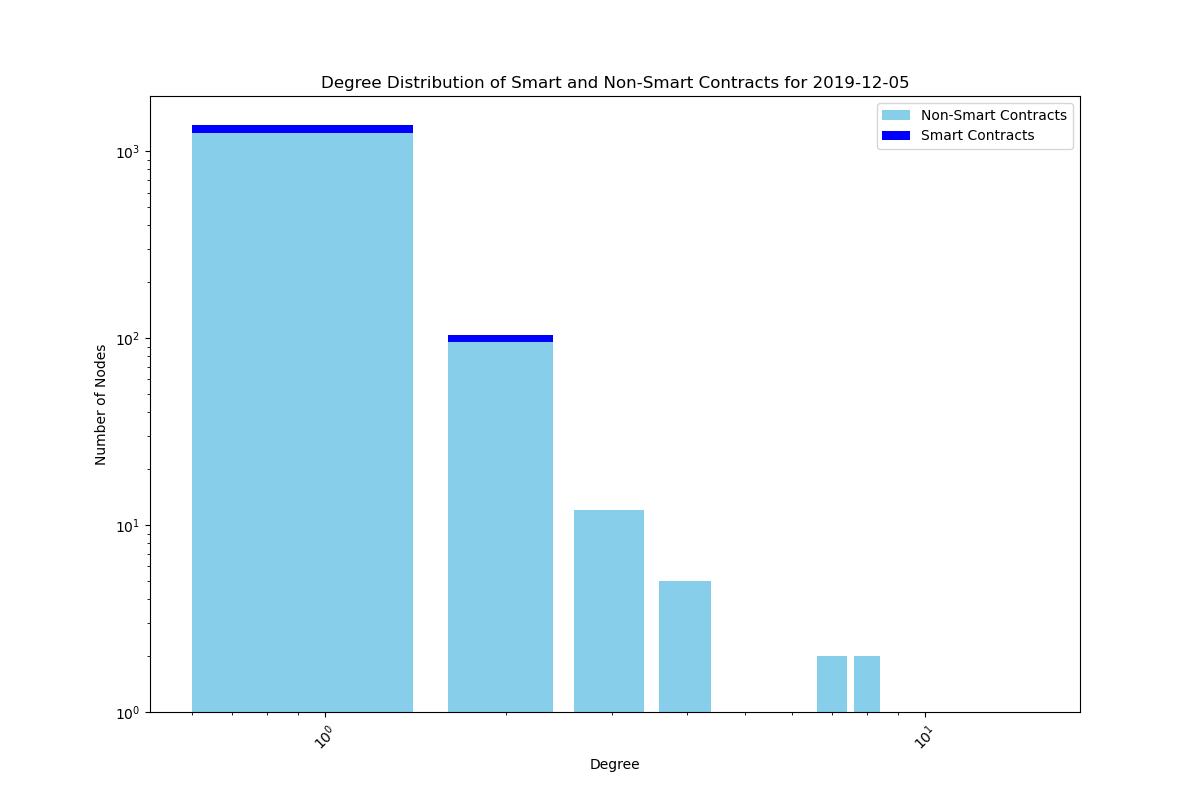 Degree Distribution of Smart and Non-Smart Contracts for 2019-12-05
Non-Smart Contracts
Smart Contracts
Number of Nodes
10³
10²
10¹
10⁰
10⁰ 10¹
Degree